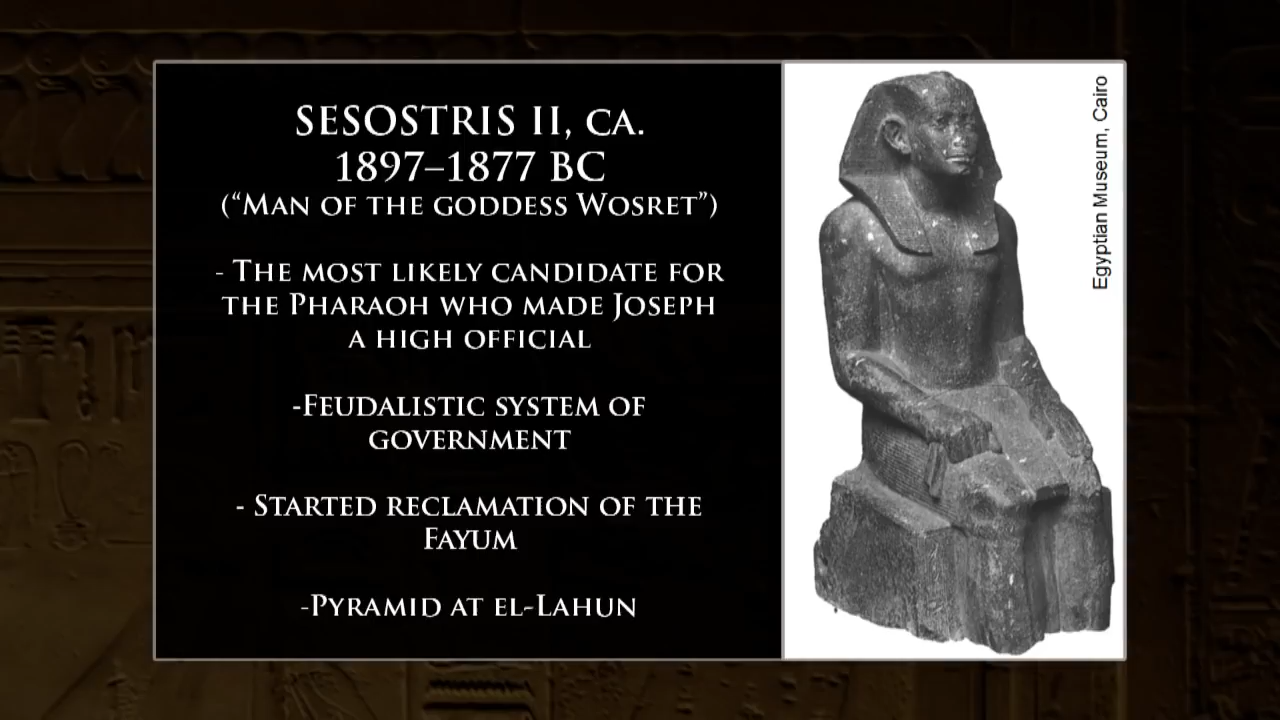 SESOSTRIS II, CA.
1897–1877 BC
(“MAN OF THE GODDESS WOSRET”)
- THE MOST LIKELY CANDIDATE FOR
THE PHARAOH WHO MADE JOSEPH
A HIGH OFFICIAL
-FEUDALISTIC SYSTEM OF
GOVERNMENT
- STARTED RECLAMATION OF THE
FAYUM
-PYRAMID AT EL-LAHUN
Egyptian Museum, Cairo